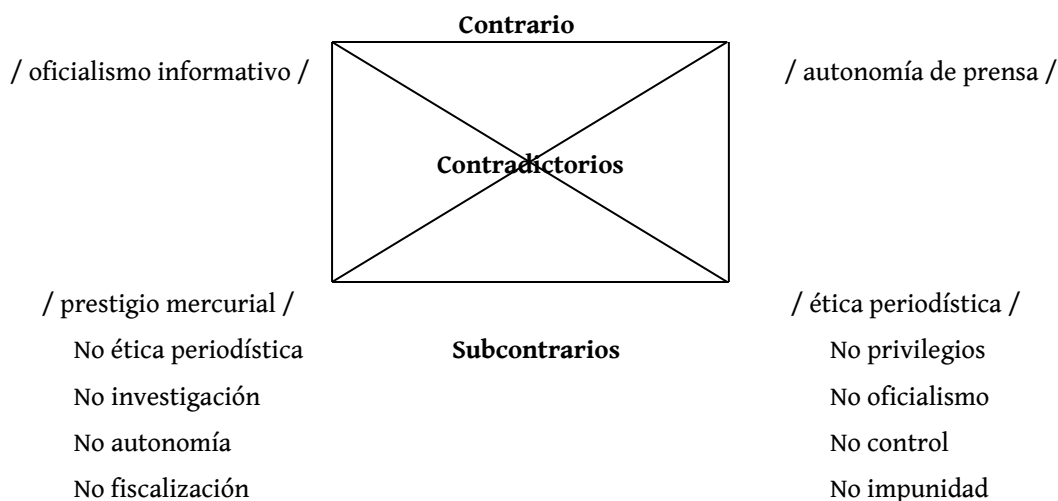 Contrario
/ oficialismo informativo /
/ autonomía de prensa /
Contradictorios
/ prestigio mercurial /
/ ética periodística /
No ética periodística
Subcontrarios
No privilegios
No investigación
No oficialismo
No autonomía
No control
No fiscalización
No impunidad